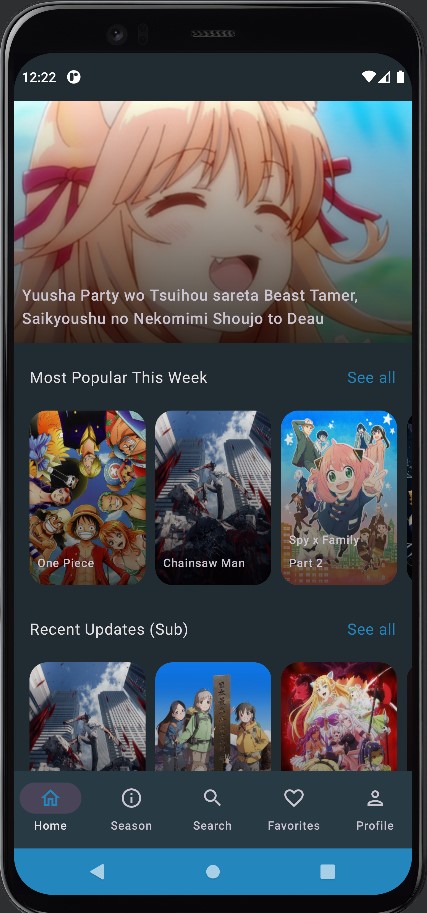 12:22
Yuusha Party wo Tsuihou sareta Beast Tamer,
Saikyoushu no Nekomimi Shoujo to Deau
Most Popular This Week See all
One Piece
Chainsaw Man
Spy x Family
Part 2
Recent Updates (Sub) See all
Home Season Search Favorites Profile